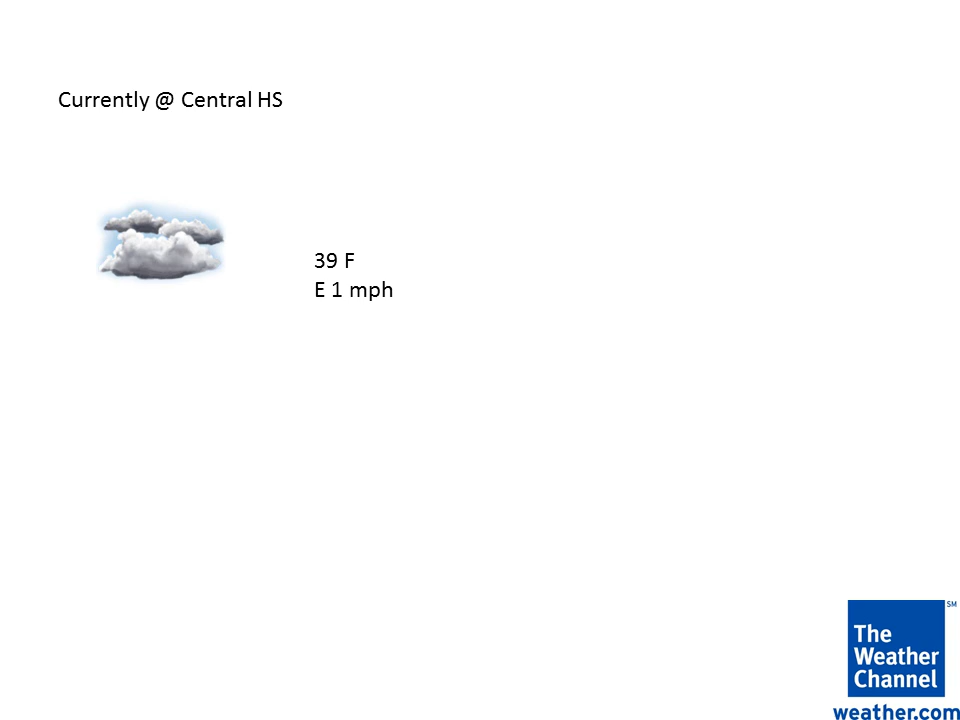 Currently @ Central HS
39 F
E 1 mph
SM
The
Weather
Channel
weather.com